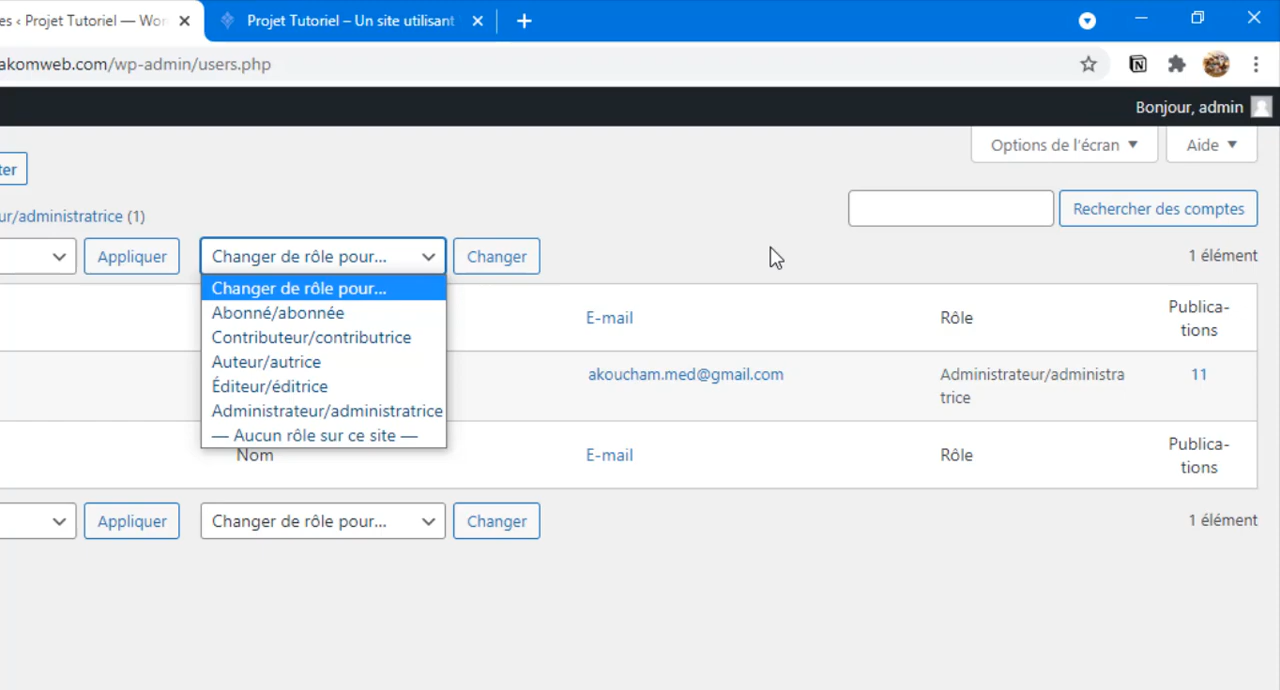 es ‹ Projet Tutoriel — Wor
Projet Tutoriel – Un site utilisant
akomweb.com/wp-admin/users.php
Bonjour, admin
Options de l'écran
Aide
ter
ur/administratrice (1)
Rechercher des comptes
Appliquer
Changer de rôle pour...
Changer
1 élément
Changer de rôle pour...
Abonné/abonnée
Contributeur/contributrice
Auteur/autrice
Éditeur/éditrice
Administrateur/administratrice
— Aucun rôle sur ce site —
E-mail
Rôle
Publica-
tions
akoucham.med@gmail.com
Administrateur/administra
trice
11
Nom
E-mail
Rôle
Publica-
tions
Appliquer
Changer de rôle pour...
Changer
1 élément